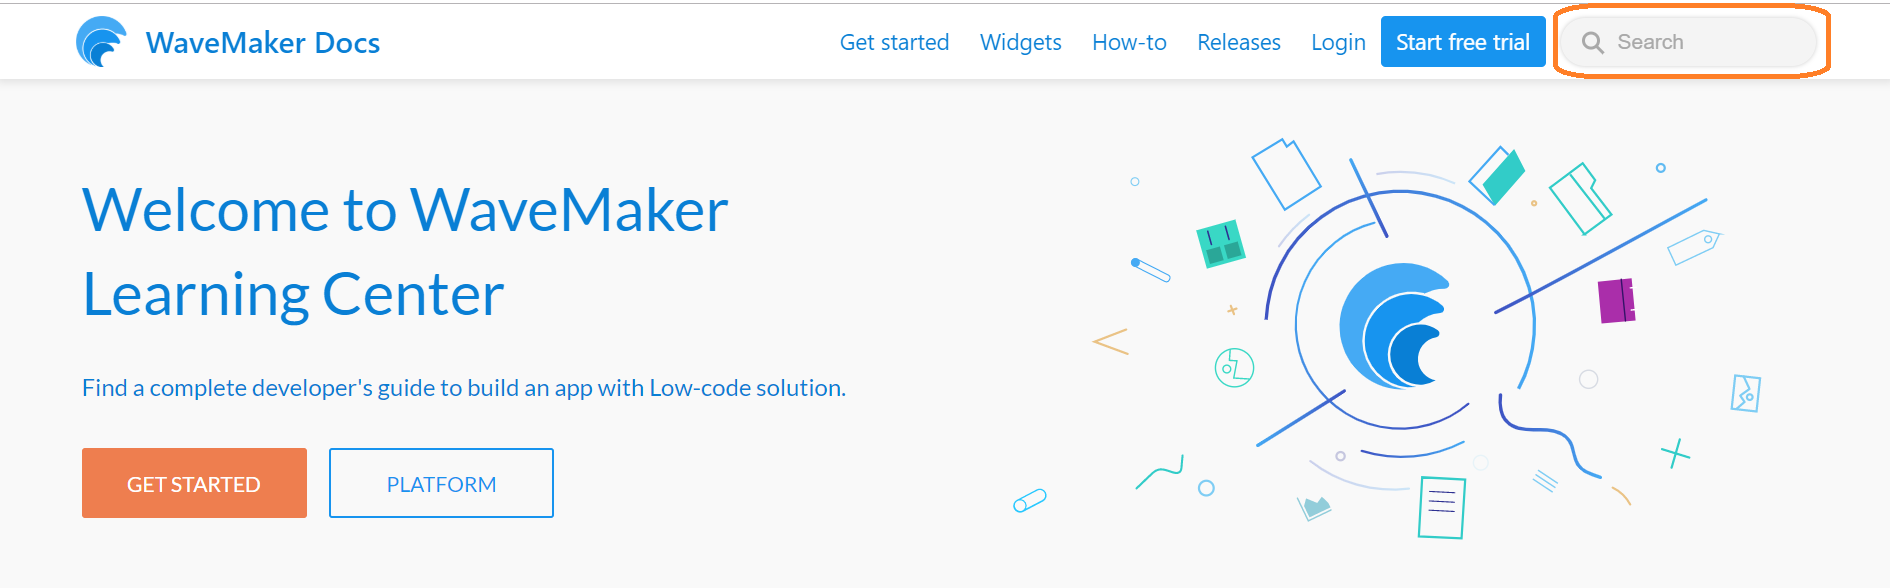 WaveMaker Docs
Get started Widgets How-to Releases Login Start free trial Search
Welcome to WaveMaker
Learning Center
Find a complete developer's guide to build an app with Low-code solution.
GET STARTED PLATFORM